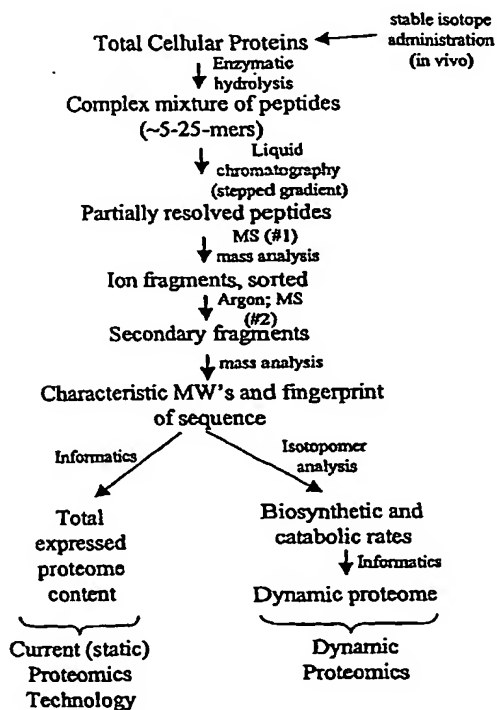 stable isotope
administration
(in vivo)
Total Cellular Proteins
Enzymatic
hydrolysis
Complex mixture of peptides
(~5-25-mers)
Liquid
chromatography
(stepped gradient)
Partially resolved peptides
MS (#1)
mass analysis
Ion fragments, sorted
Argon; MS
(#2)
Secondary fragments
mass analysis
Characteristic MW's and fingerprint
of sequence
Informatics
Isotopomer
analysis
Total
expressed
proteome
content
Current (static)
Proteomics
Technology
Biosynthetic and
catabolic rates
Informatics
Dynamic proteome
Dynamic
Proteomics